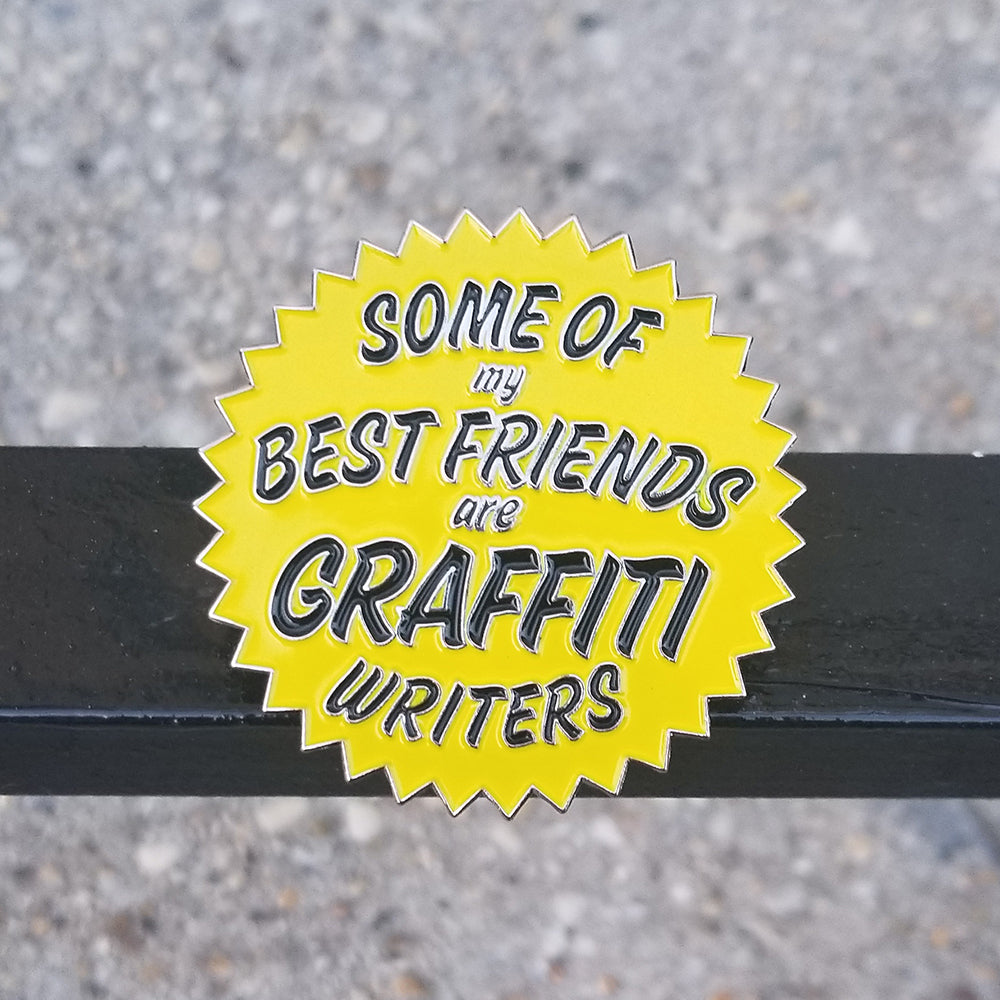 SOME OF
my
BEST FRIENDS
are
GRAFFITI
WRITERS